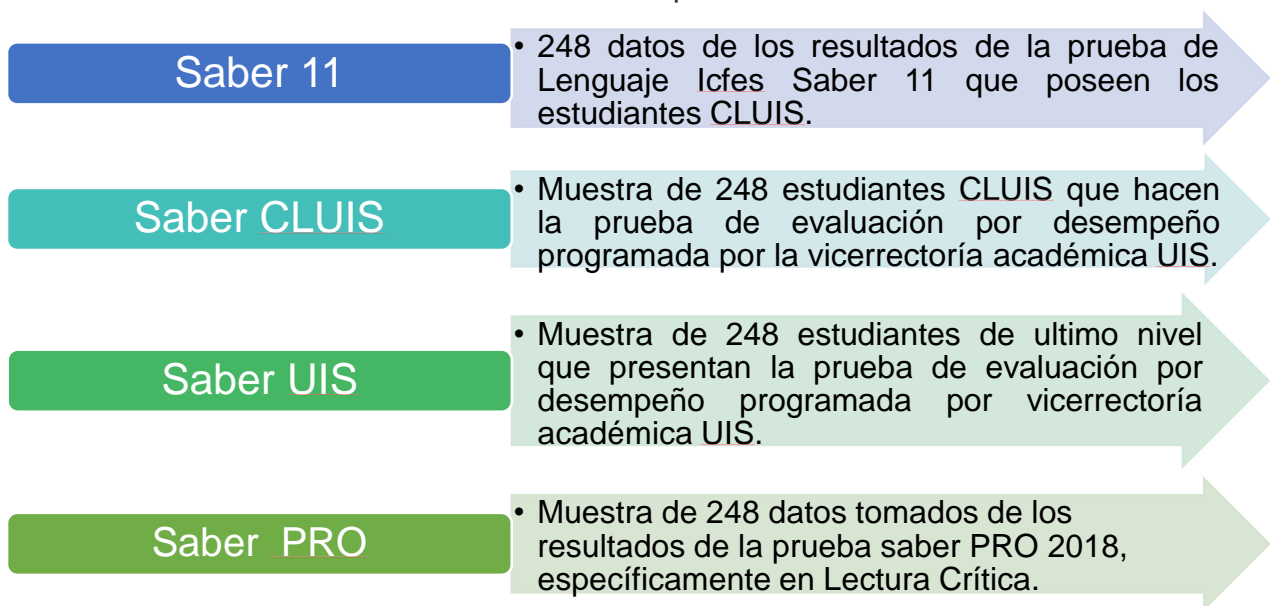 Saber 11
• 248 datos de los resultados de la prueba de
Lenguaje Icfes Saber 11 que poseen los
estudiantes CLUIS.
Saber CLUIS
• Muestra de 248 estudiantes CLUIS que hacen
la prueba de evaluación por desempeño
programada por la vicerrectoría académica UIS.
Saber UIS
• Muestra de 248 estudiantes de ultimo nivel
que presentan la prueba de evaluación por
desempeño programada por vicerrectoría
académica UIS.
Saber PRO
• Muestra de 248 datos tomados de los
resultados de la prueba saber PRO 2018,
específicamente en Lectura Crítica.